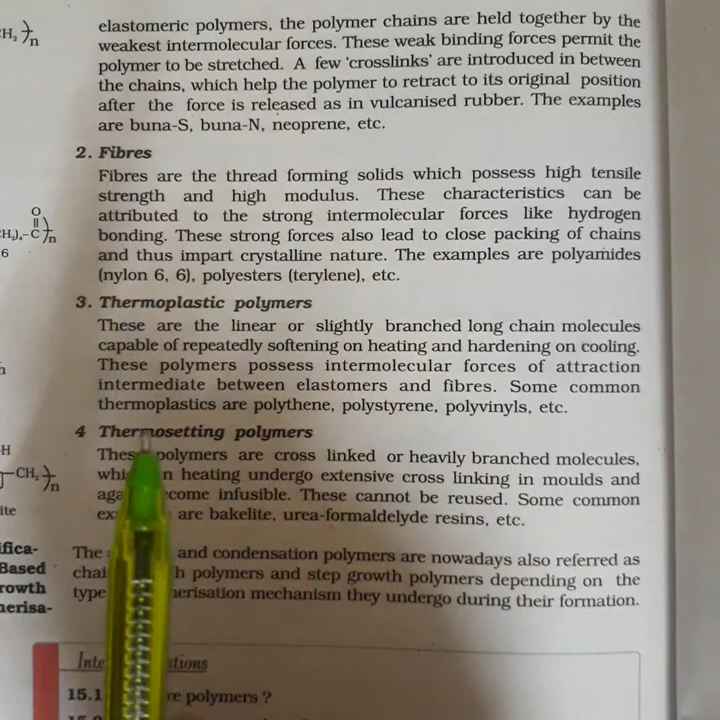 elastomeric polymers, the polymer chains are held together by the
weakest intermolecular forces. These weak binding forces permit the
polymer to be stretched. A few 'crosslinks' are introduced in between
the chains, which help the polymer to retract to its original position
after the force is released as in vulcanised rubber. The examples
are buna-S, buna-N, neoprene, etc.
2. Fibres
Fibres are the thread forming solids which possess high tensile
strength and high modulus. These characteristics can be
attributed to the strong intermolecular forces like hydrogen
bonding. These strong forces also lead to close packing of chains
and thus impart crystalline nature. The examples are polyamides
(nylon 6, 6), polyesters (terylene), etc.
3. Thermoplastic polymers
These are the linear or slightly branched long chain molecules
capable of repeatedly softening on heating and hardening on cooling.
These polymers possess intermolecular forces of attraction
intermediate between elastomers and fibres. Some common
thermoplastics are polythene, polystyrene, polyvinyls, etc.
4 Thermosetting polymers
These polymers are cross linked or heavily branched molecules,
heating undergo extensive cross linking in moulds and
infusible. These cannot be reused. Some common
are bakelite, urea-formaldelyde resins, etc.
The and condensation polymers are nowadays also referred as
polymers and step growth polymers depending on the
type mechanism they undergo during their formation.
15.1 polymers ?